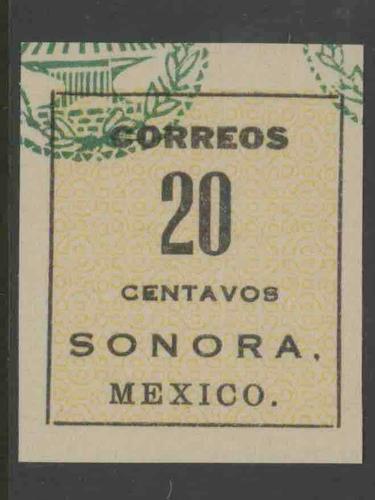 CORREOS
20
CENTAVOS
SONORA.
MEXICO.